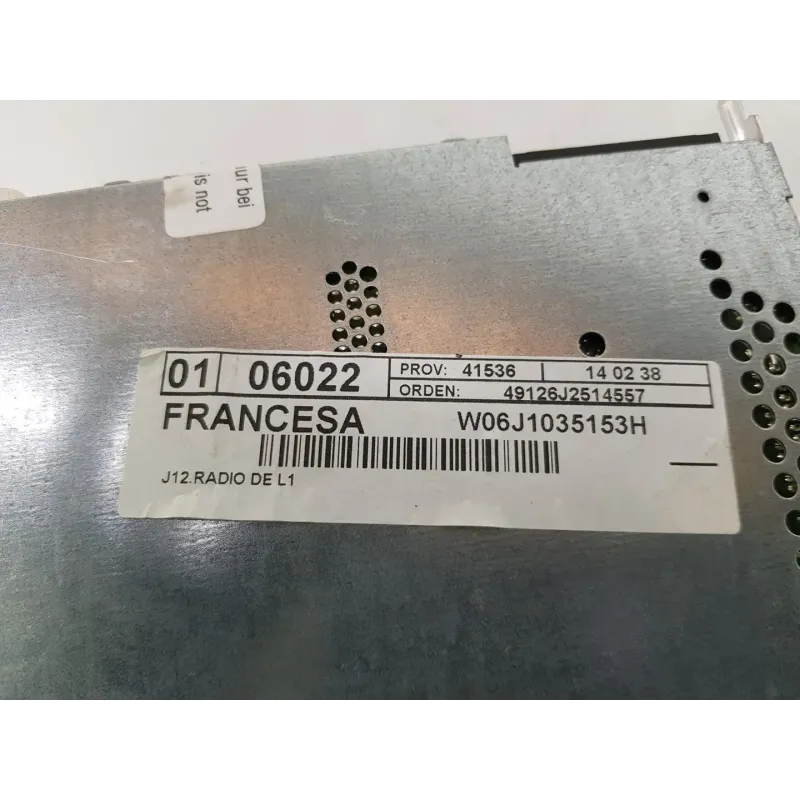 ur bei
is not
01 06022 PROV: 41536 14 02 38
ORDEN: 49126J2514557
FRANCESA W06J1035153H
J12.RADIO DE L1